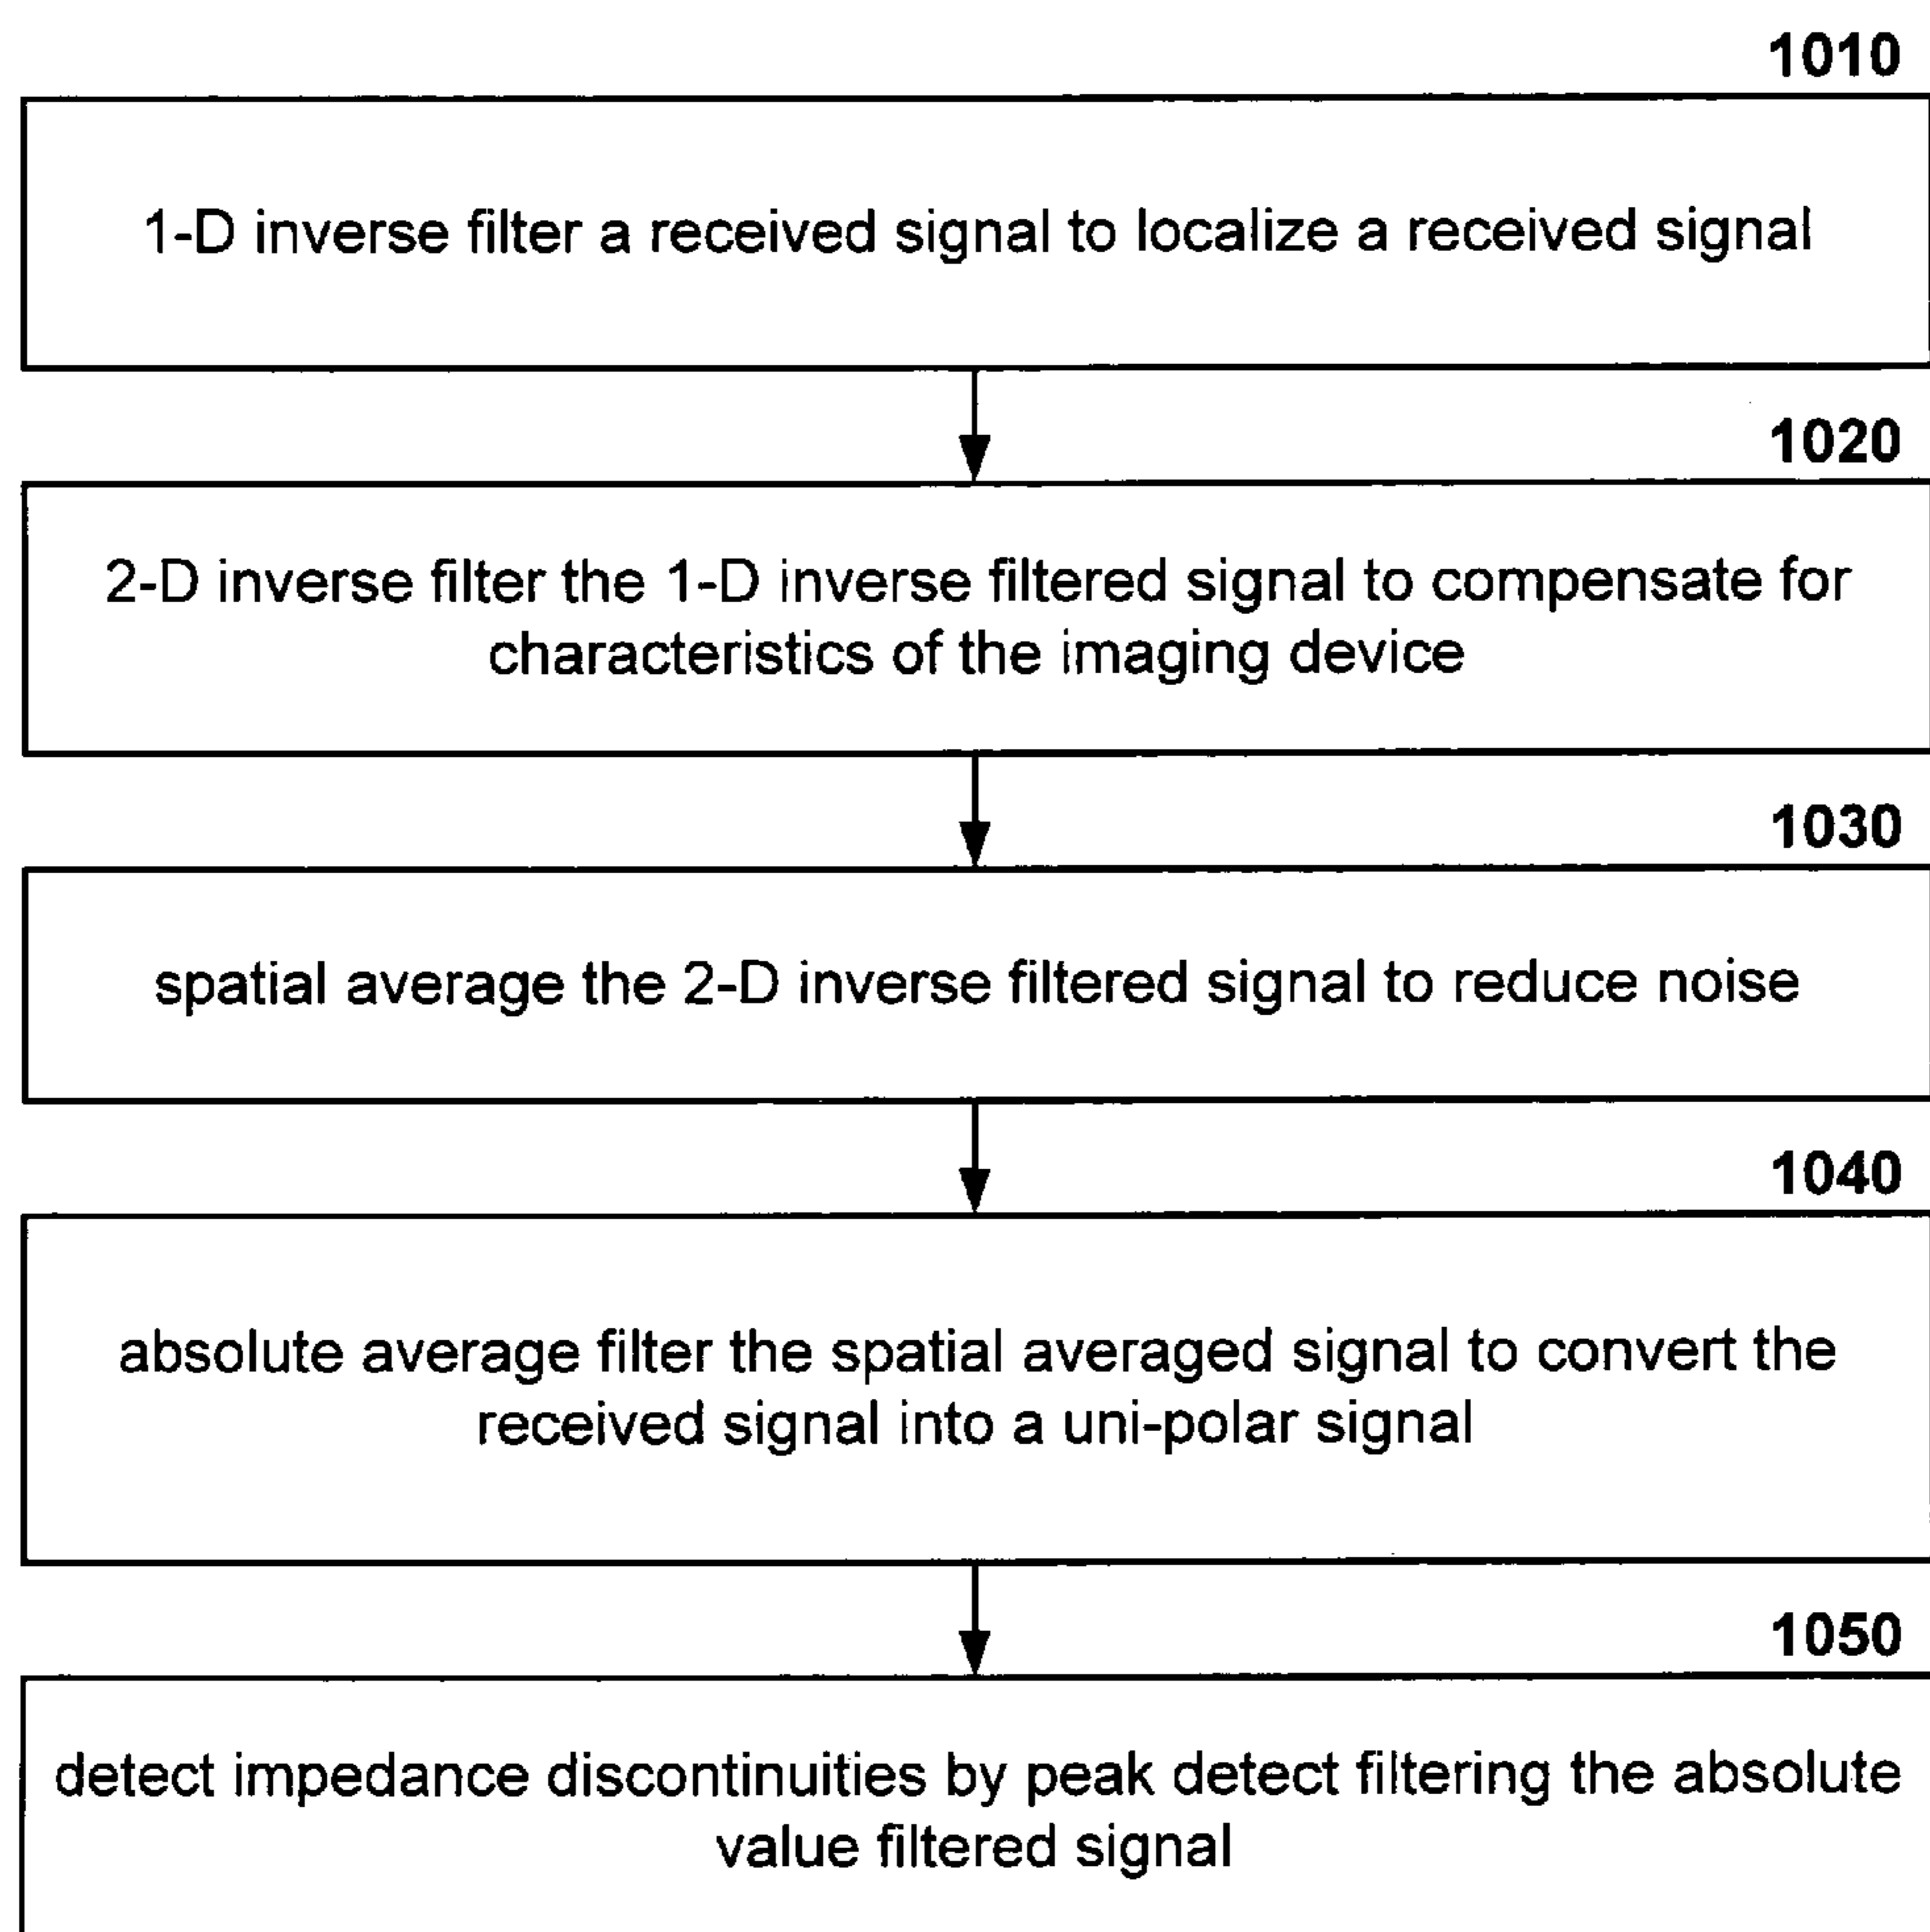 1010
1-D inverse filter a received signal to localize a received signal
1020
2-D inverse filter the 1-D inverse filtered signal to compensate for
characteristics of the imaging device
1030
spatial average the 2-D inverse filtered signal to reduce noise
1040
absolute average filter the spatial averaged signal to convert the
received signal into a uni-polar signal
1050
detect impedance discontinuities by peak detect filtering the absolute
value filtered signal